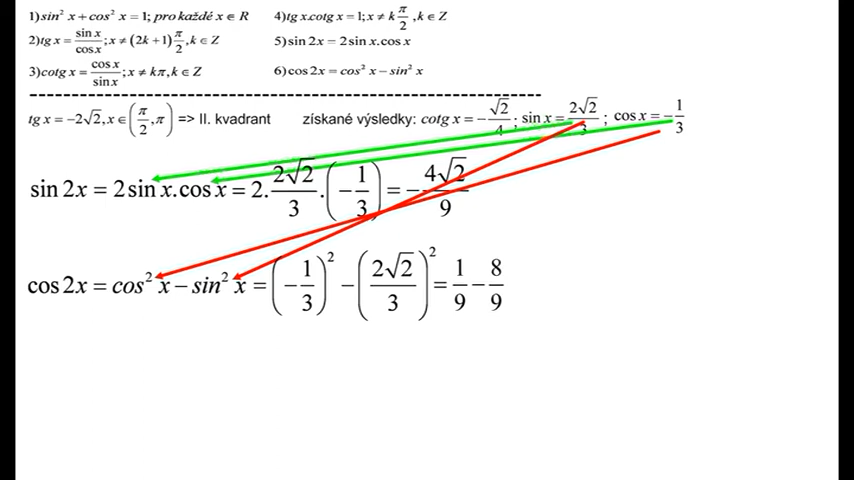 1) sin² x + cos² x = 1; pro každé x ∈ R
2) tg x = sin x / cos x ; x ≠ (2k + 1) π/2 , k ∈ Z
3) cotg x = cos x / sin x ; x ≠ kπ, k ∈ Z
4) tg x.cotg x = 1; x ≠ k π/2 , k ∈ Z
5) sin 2x = 2 sin x. cos x
6) cos 2x = cos² x − sin² x
tg x = −2√2, x ∈ (π/2, π) => II. kvadrant získané výsledky: cotg x = −√2/4 ; sin x = 2√2/3 ; cos x = −1/3
sin 2x = 2 sin x. cos x = 2. 2√2/3 . (−1/3) = −4√2/9
cos 2x = cos² x − sin² x = (−1/3)² − (2√2/3)² = 1/9 − 8/9